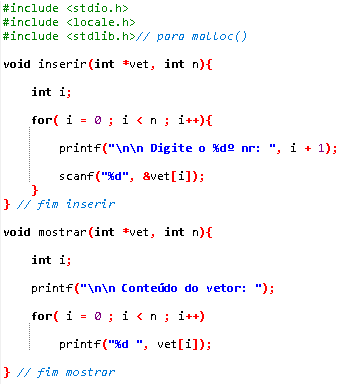 #include <stdio.h>
#include <locale.h>
#include <stdlib.h>// para malloc()
void inserir(int *vet, int n){
int i;
for( i = 0 ; i < n ; i++){
printf("\n\n Digite o %dº nr: ", i + 1);
scanf("%d", &vet[i]);
}
} // fim inserir
void mostrar(int *vet, int n){
int i;
printf("\n\n Conteúdo do vetor: ");
for( i = 0 ; i < n ; i++)
printf("%d ", vet[i]);
} // fim mostrar